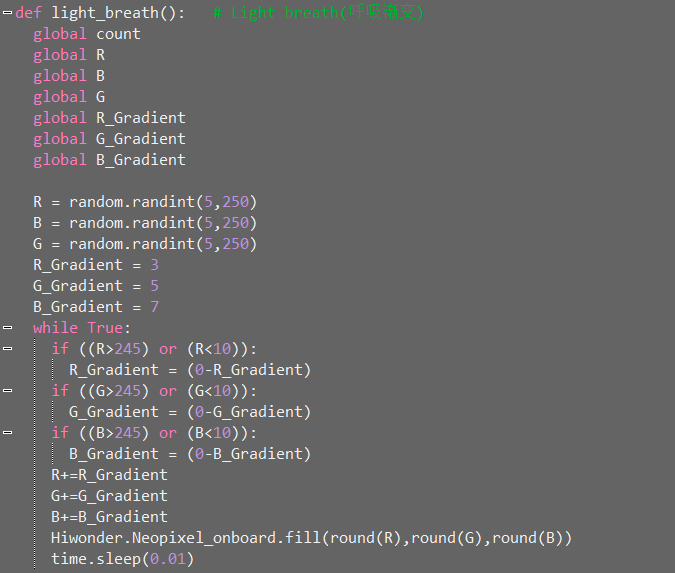 def light_breath():   # Light breath(呼吸渐变)
  global count
  global R
  global B
  global G
  global R_Gradient
  global G_Gradient
  global B_Gradient

  R = random.randint(5,250)
  B = random.randint(5,250)
  G = random.randint(5,250)
  R_Gradient = 3
  G_Gradient = 5
  B_Gradient = 7
  while True:
    if ((R>245) or (R<10)):
      R_Gradient = (0-R_Gradient)
    if ((G>245) or (G<10)):
      G_Gradient = (0-G_Gradient)
    if ((B>245) or (B<10)):
      B_Gradient = (0-B_Gradient)
    R+=R_Gradient
    G+=G_Gradient
    B+=B_Gradient
    Hiwonder.Neopixel_onboard.fill(round(R),round(G),round(B))
    time.sleep(0.01)